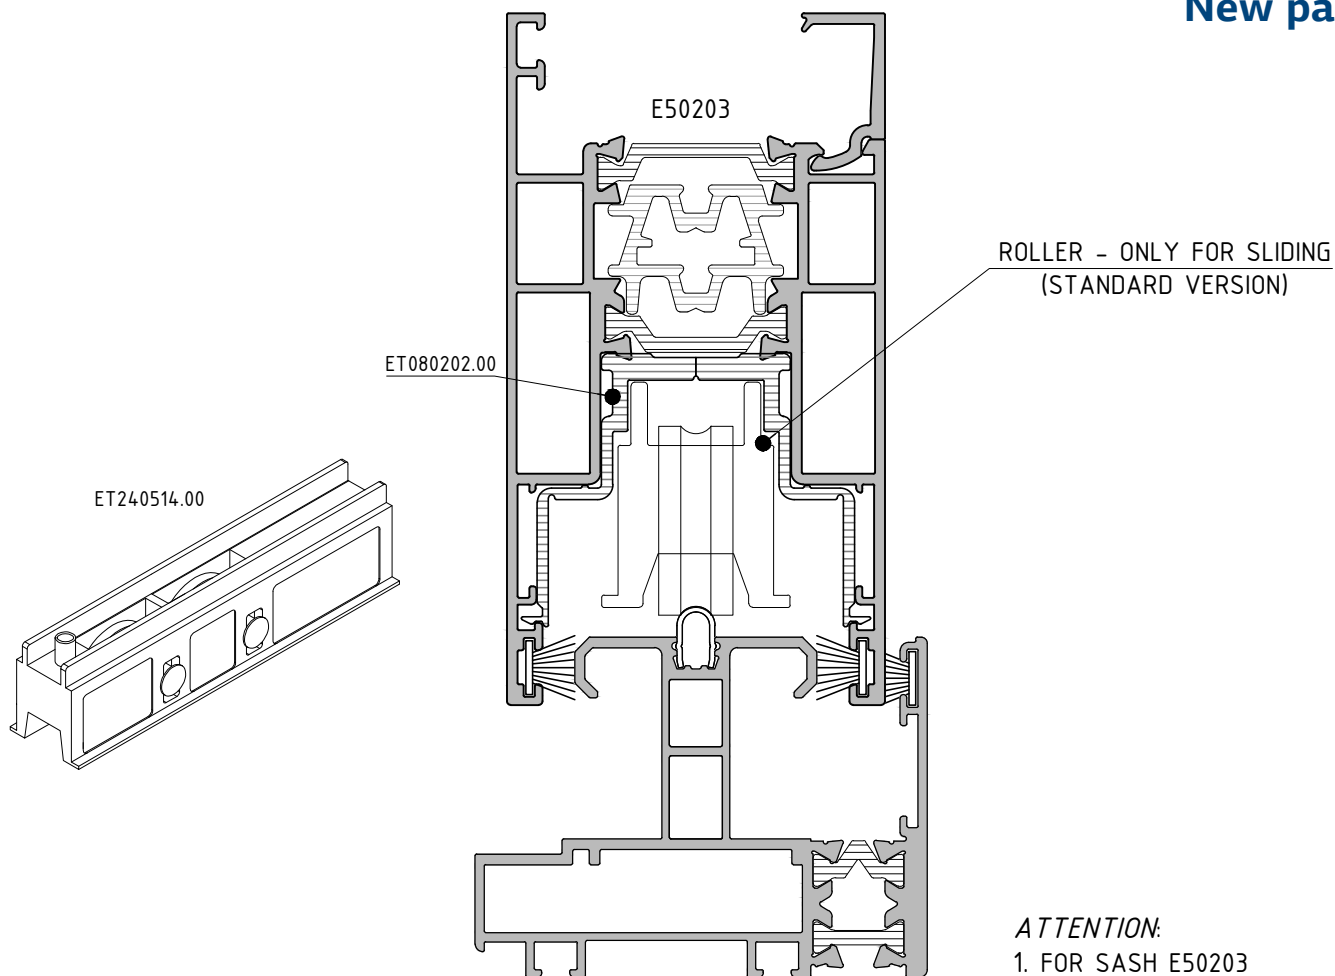 New pa
E50203
ROLLER - ONLY FOR SLIDING
(STANDARD VERSION)
ET080202.00
ET240514.00
ATTENTION:
1. FOR SASH E50203